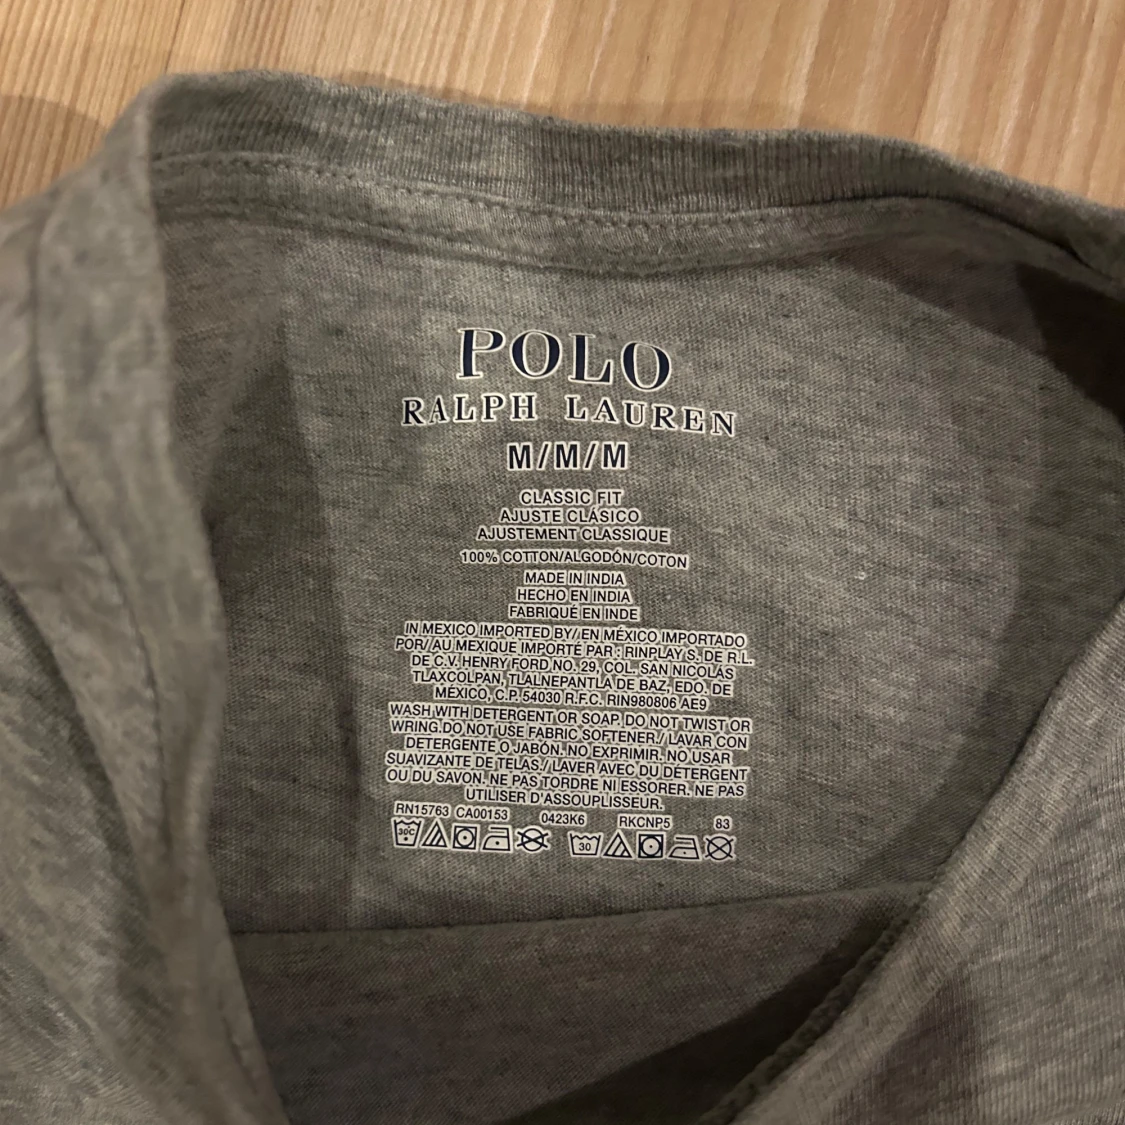 POLO
RALPH LAUREN
M/M/M
CLASSIC FIT
AJUSTE CLÁSICO
AJUSTEMENT CLASSIQUE
100% COTTON/ALGODÓN/COTON
MADE IN INDIA
HECHO EN INDIA
FABRIQUÉ EN INDE
IN MEXICO IMPORTED BY/ EN MÉXICO IMPORTADO
POR/ AU MEXIQUE IMPORTÉ PAR : RINPLAY S. DE R.L.
DE C.V. HENRY FORD NO. 29, COL. SAN NICOLÁS
TLAXCOLPAN, TLALNEPANTLA DE BAZ, EDO. DE
MÉXICO, C.P. 54030 R.F.C. RIN980806 AE9
WASH WITH DETERGENT OR SOAP. DO NOT TWIST OR
WRING.DO NOT USE FABRIC SOFTENER./ LAVAR CON
DETERGENTE O JABÓN. NO EXPRIMIR. NO USAR
SUAVIZANTE DE TELAS./ LAVER AVEC DU DÉTERGENT
OU DU SAVON. NE PAS TORDRE NI ESSORER. NE PAS
UTILISER D'ASSOUPLISSEUR.
RN15763 CA00153 0423K6 RKCNP5 83
30C 30